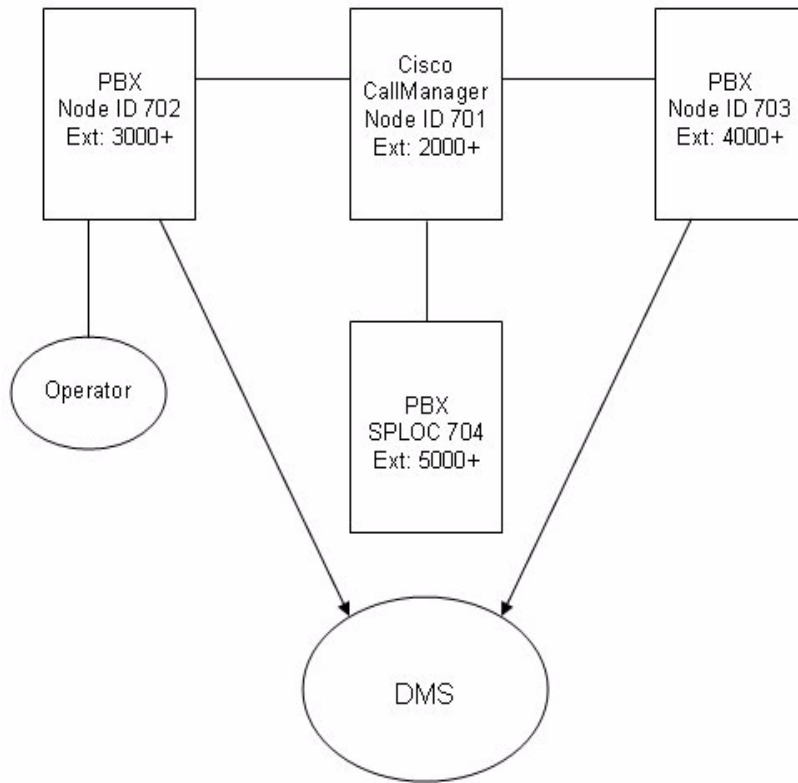 PBX
Node ID 702
Ext: 3000+
Cisco
CallManager
Node ID 701
Ext: 2000+
PBX
Node ID 703
Ext: 4000+
Operator
PBX
SPLOC 704
Ext: 5000+
DMS